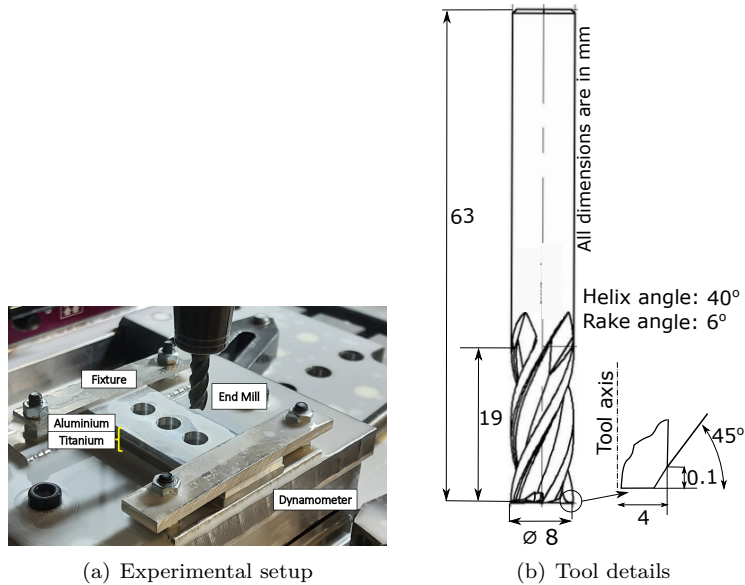 Fixture
End Mill
Aluminium
Titanium
Dynamometer
(a) Experimental setup
63
All dimensions are in mm
Helix angle: 40°
Rake angle: 6°
19
Tool axis
45°
0.1
4
Ø 8
(b) Tool details